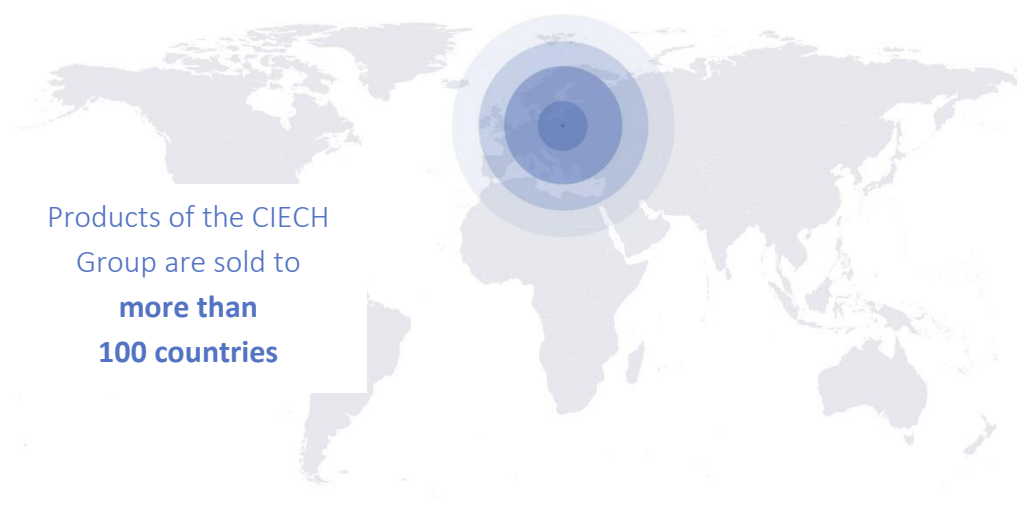 Products of the CIECH
Group are sold to
more than
100 countries